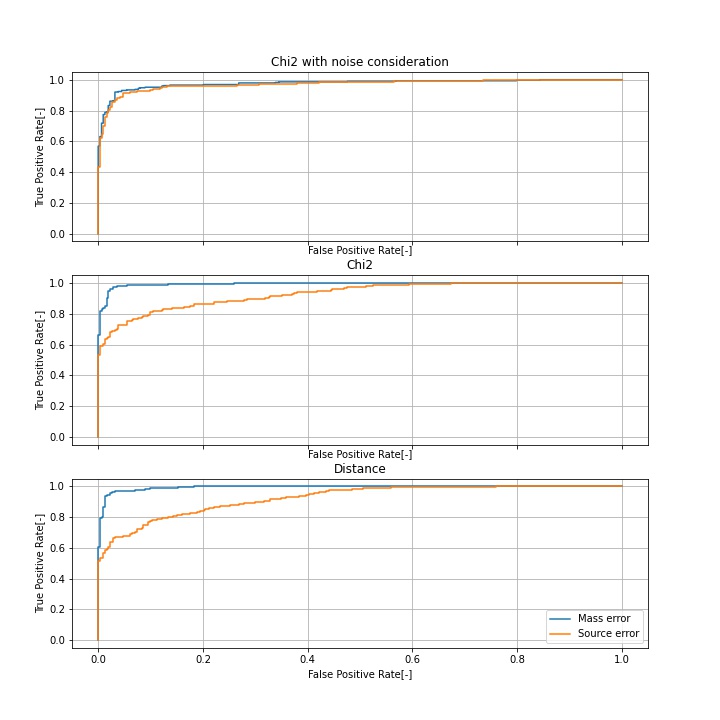 Chi2 with noise consideration
True Positive Rate[-]
1.0
0.8
0.6
0.4
0.2
0.0
False Positive Rate[-]
Chi2
True Positive Rate[-]
1.0
0.8
0.6
0.4
0.2
0.0
False Positive Rate[-]
Distance
True Positive Rate[-]
1.0
0.8
0.6
0.4
0.2
0.0
Mass error
Source error
0.0 0.2 0.4 0.6 0.8 1.0
False Positive Rate[-]